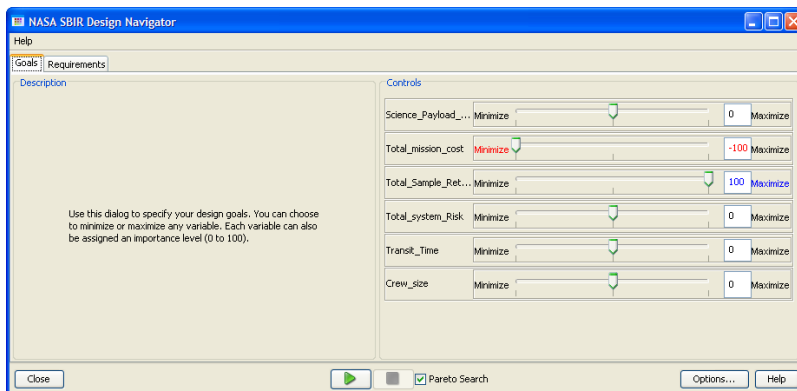 NASA SBIR Design Navigator
Help
Goals Requirements
Description
Use this dialog to specify your design goals. You can choose
to minimize or maximize any variable. Each variable can also
be assigned an importance level (0 to 100).
Controls
Science_Payload_... Minimize 0 Maximize
Total_mission_cost Minimize -100 Maximize
Total_Sample_Ret... Minimize 100 Maximize
Total_system_Risk Minimize 0 Maximize
Transit_Time Minimize 0 Maximize
Crew_size Minimize 0 Maximize
Close Pareto Search Options... Help